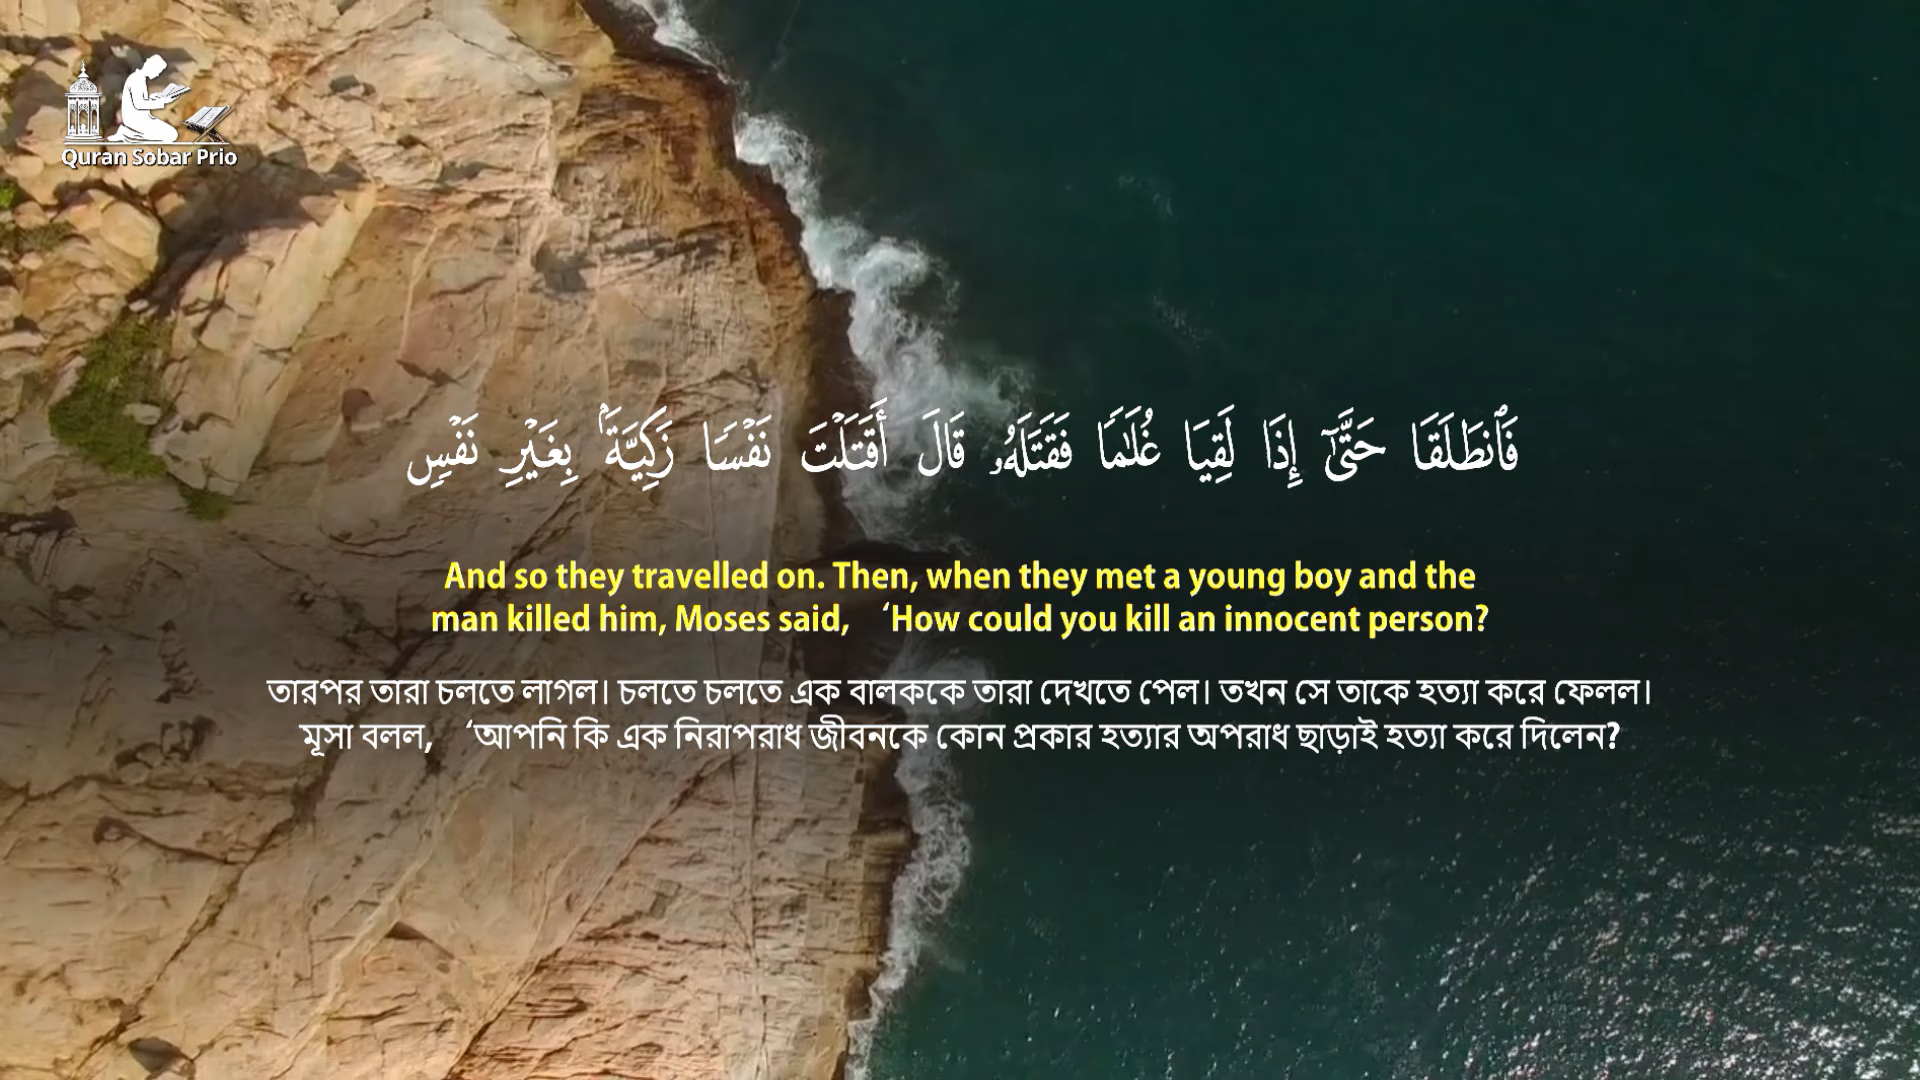 Quran Sobar Prio
فَٱنطَلَقَا حَتَّىٰٓ إِذَا لَقِيَا غُلَـٰمًا فَقَتَلَهُۥ قَالَ أَقَتَلْتَ نَفْسًا زَكِيَّةًۢ بِغَيْرِ نَفْسٍ
And so they travelled on. Then, when they met a young boy and the
man killed him, Moses said, ‘How could you kill an innocent person?
তারপর তারা চলতে লাগল। চলতে চলতে এক বালককে তারা দেখতে পেল। তখন সে তাকে হত্যা করে ফেলল।
মূসা বলল, ‘আপনি কি এক নিরাপরাধ জীবনকে কোন প্রকার হত্যার অপরাধ ছাড়াই হত্যা করে দিলেন?